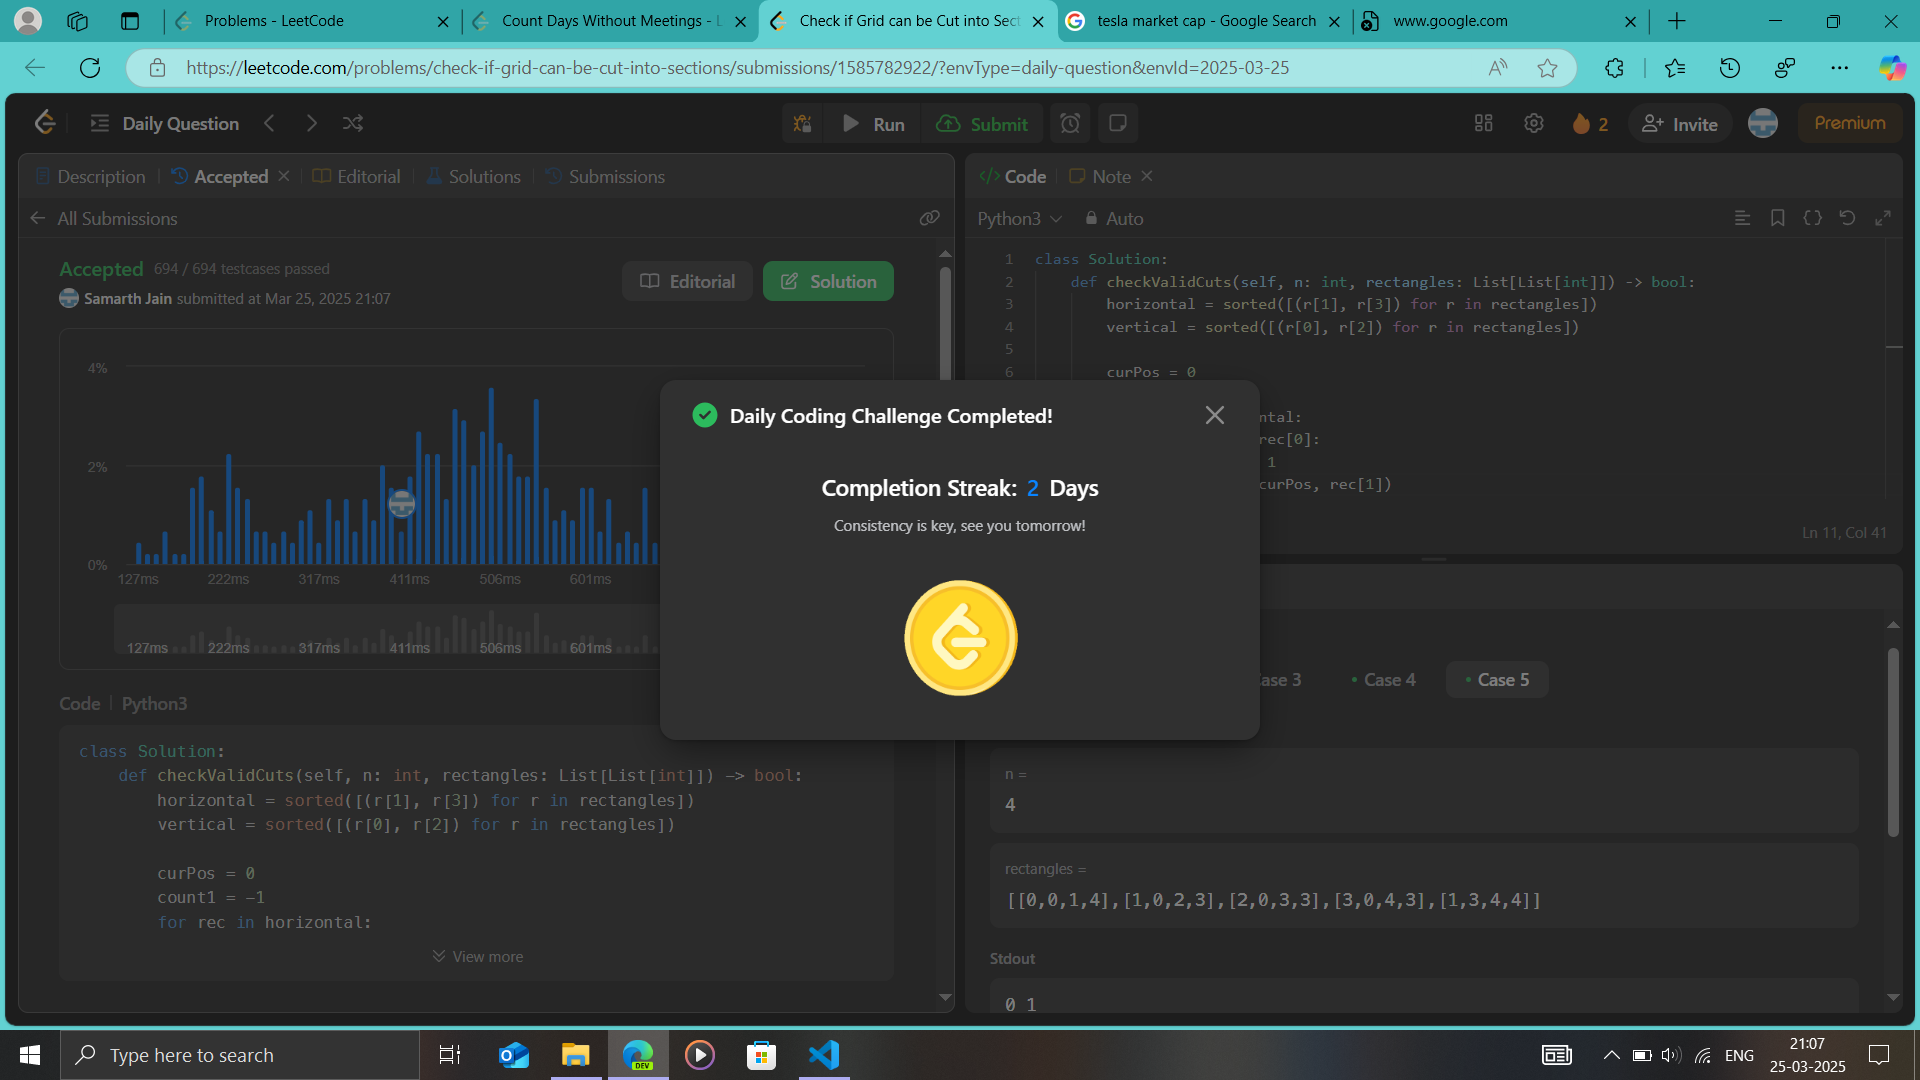 Problems - LeetCode
Count Days Without Meetings - L
Check if Grid can be Cut into Sect
tesla market cap - Google Search
www.google.com
https://leetcode.com/problems/check-if-grid-can-be-cut-into-sections/submissions/1585782922/?envType=daily-question&envId=2025-03-25
Daily Question
Run
Submit
2
Invite
Premium
Description
Accepted
Editorial
Solutions
Submissions
All Submissions
Accepted 694 / 694 testcases passed
Samarth Jain submitted at Mar 25, 2025 21:07
Editorial
Solution
4%
2%
0%
127ms 222ms 317ms 411ms 506ms 601ms
127ms 222ms 317ms 411ms 506ms 601ms
Code | Python3
class Solution:
    def checkValidCuts(self, n: int, rectangles: List[List[int]]) -> bool:
        horizontal = sorted([(r[1], r[3]) for r in rectangles])
        vertical = sorted([(r[0], r[2]) for r in rectangles])
        curPos = 0
        count1 = -1
        for rec in horizontal:
View more
Daily Coding Challenge Completed!
Completion Streak: 2 Days
Consistency is key, see you tomorrow!
Code
Note
Python3
Auto
1 class Solution:
2     def checkValidCuts(self, n: int, rectangles: List[List[int]]) -> bool:
3         horizontal = sorted([(r[1], r[3]) for r in rectangles])
4         vertical = sorted([(r[0], r[2]) for r in rectangles])
5
6         curPos = 0
ntal:
rec[0]:
1
curPos, rec[1])
Ln 11, Col 41
ase 3
Case 4
Case 5
n =
4
rectangles =
[[0,0,1,4],[1,0,2,3],[2,0,3,3],[3,0,4,3],[1,3,4,4]]
Stdout
0 1
Type here to search
DEV
ENG
21:07
25-03-2025